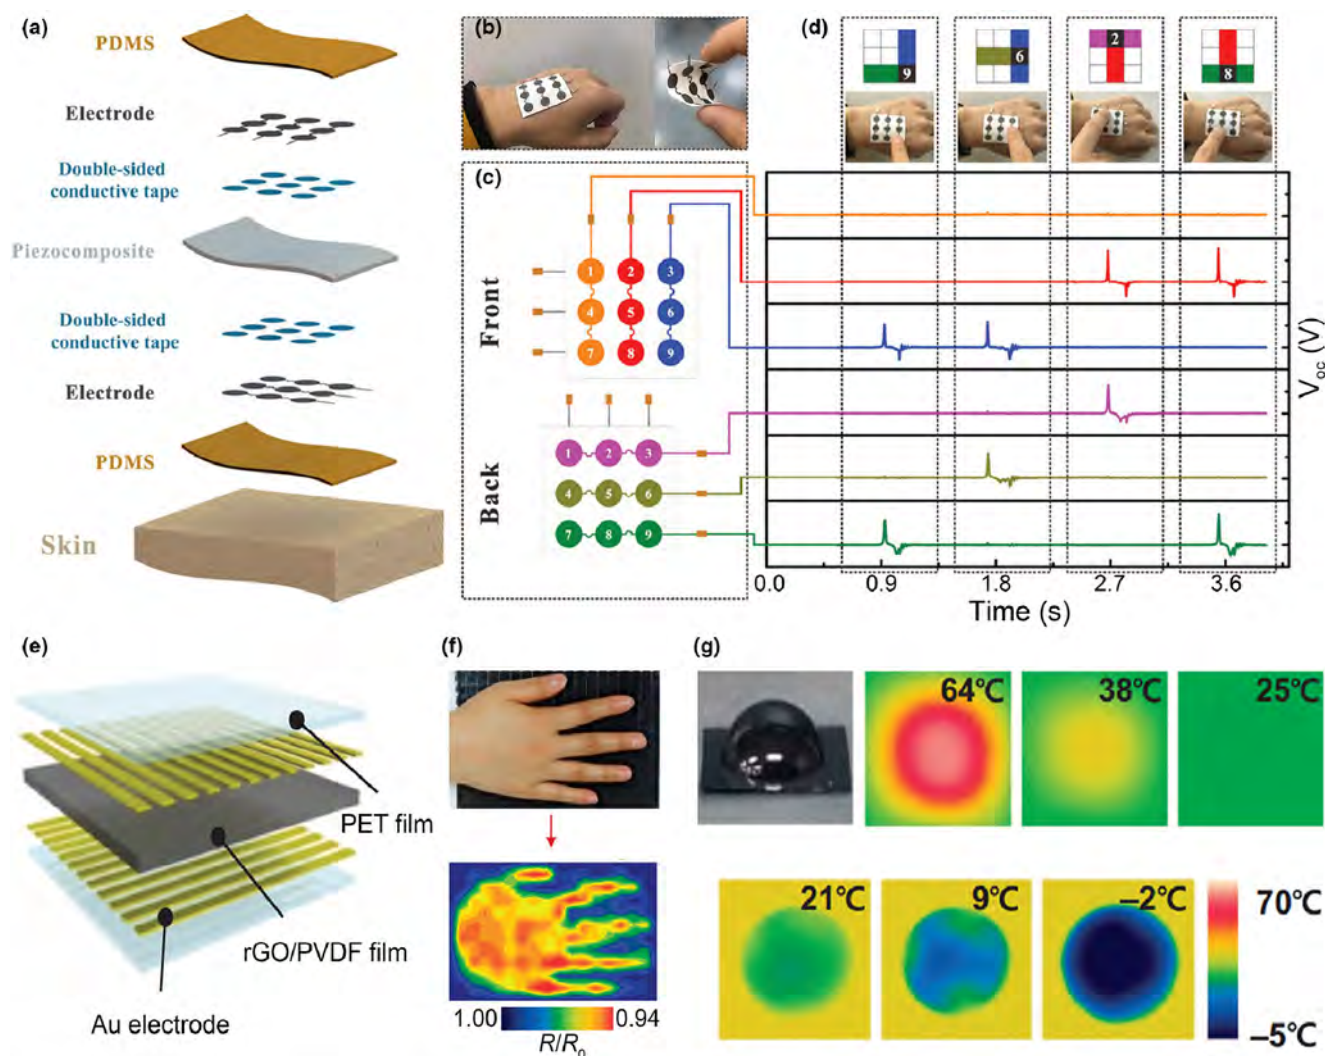 (a)
PDMS
Electrode
Double-sided
conductive tape
Piezocomposite
Double-sided
conductive tape
Electrode
PDMS
Skin
(b)
(c)
Front
1 2 3
4 5 6
7 8 9
Back
1 2 3
4 5 6
7 8 9
(d)
9
6
2
8
V_oc (V)
0.0 0.9 1.8 2.7 3.6
Time (s)
(e)
PET film
rGO/PVDF film
Au electrode
(f)
1.00 0.94
R/R₀
(g)
64℃ 38℃ 25℃
21℃ 9℃ –2℃
70℃
–5℃